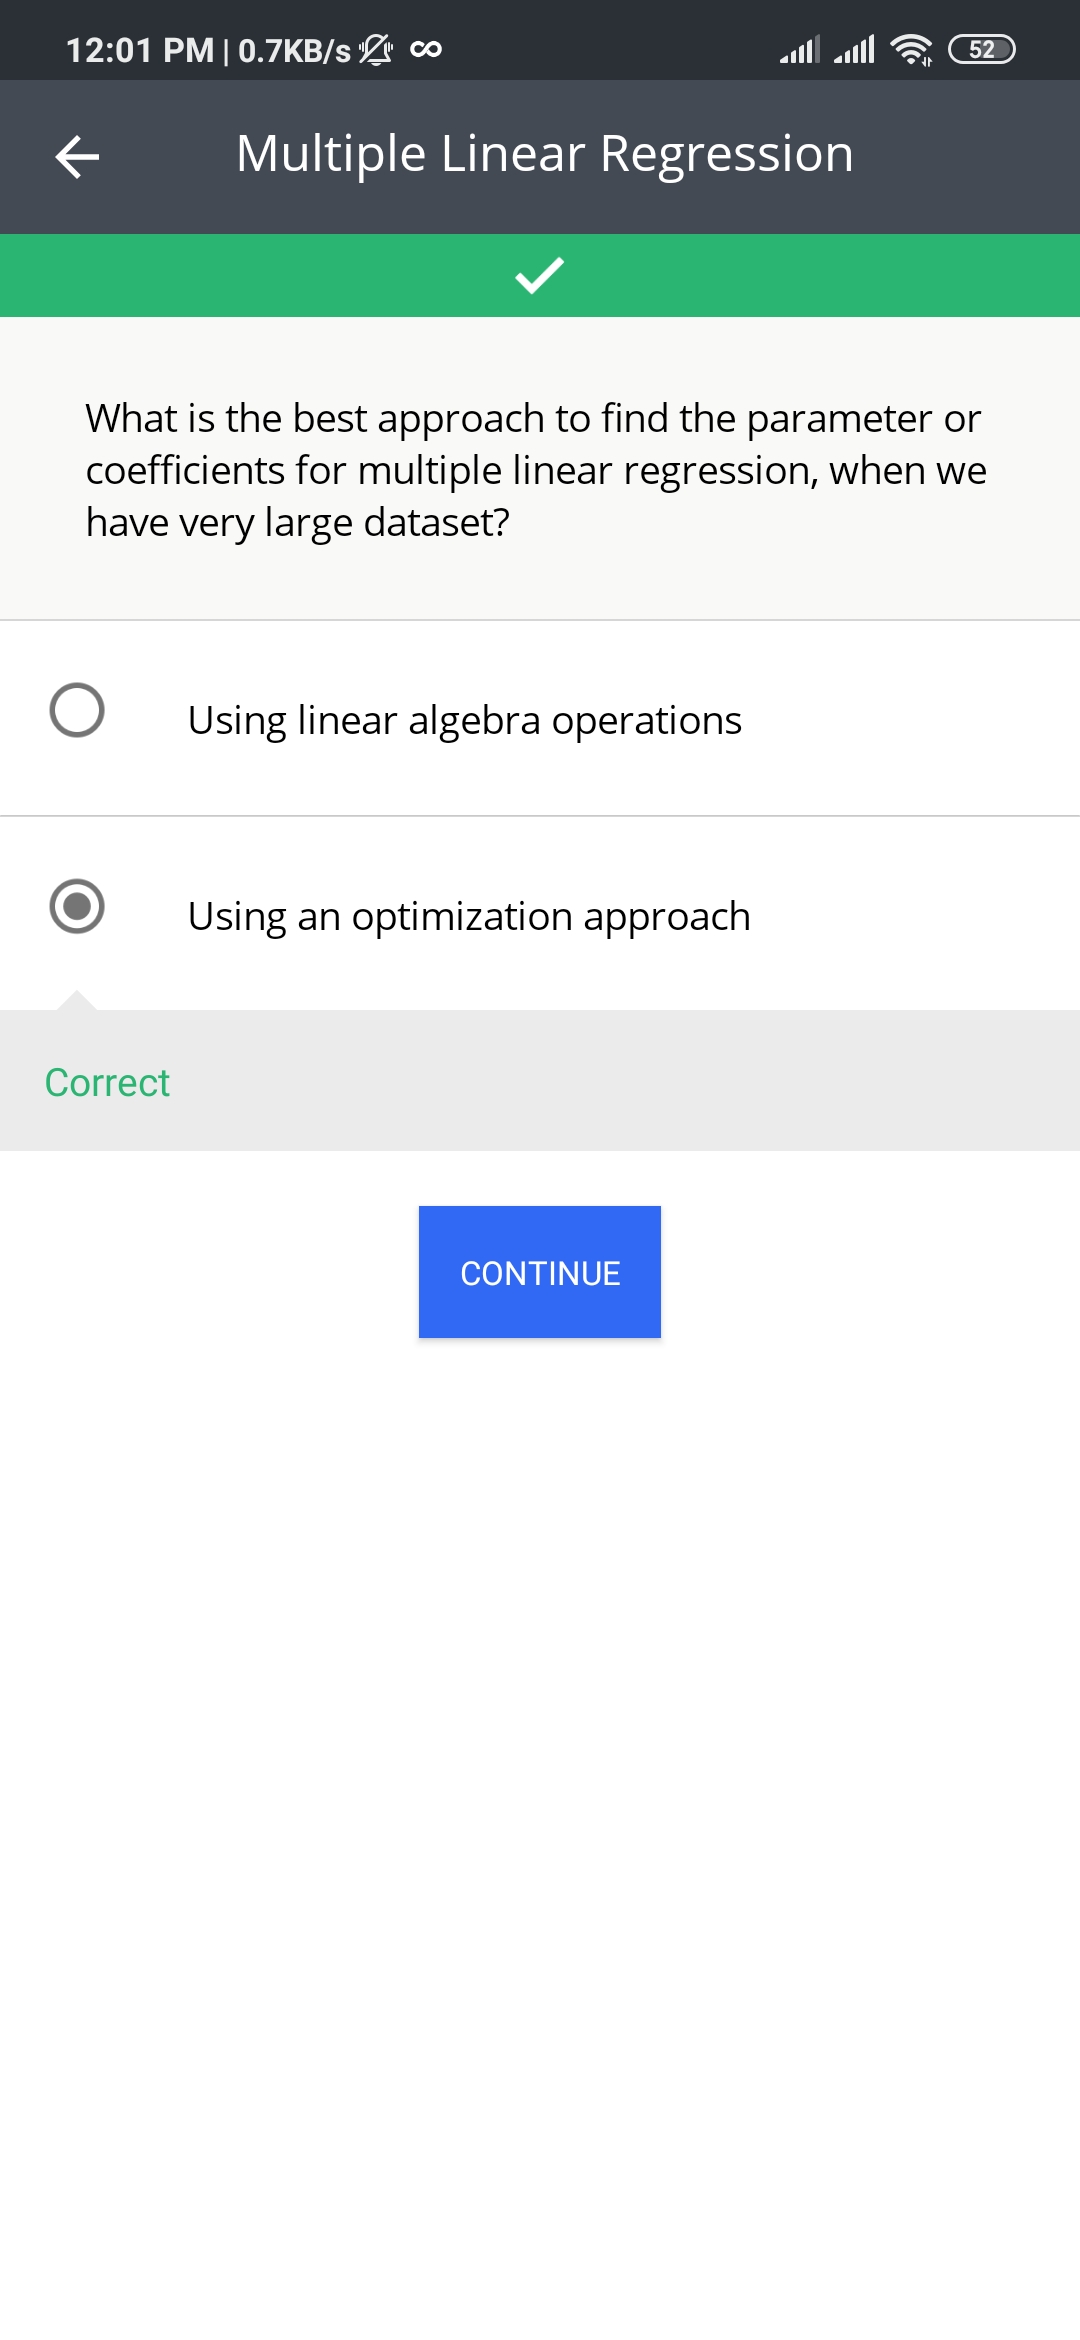 12:01 PM | 0.7KB/s
52
Multiple Linear Regression
What is the best approach to find the parameter or
coefficients for multiple linear regression, when we
have very large dataset?
Using linear algebra operations
Using an optimization approach
Correct
CONTINUE